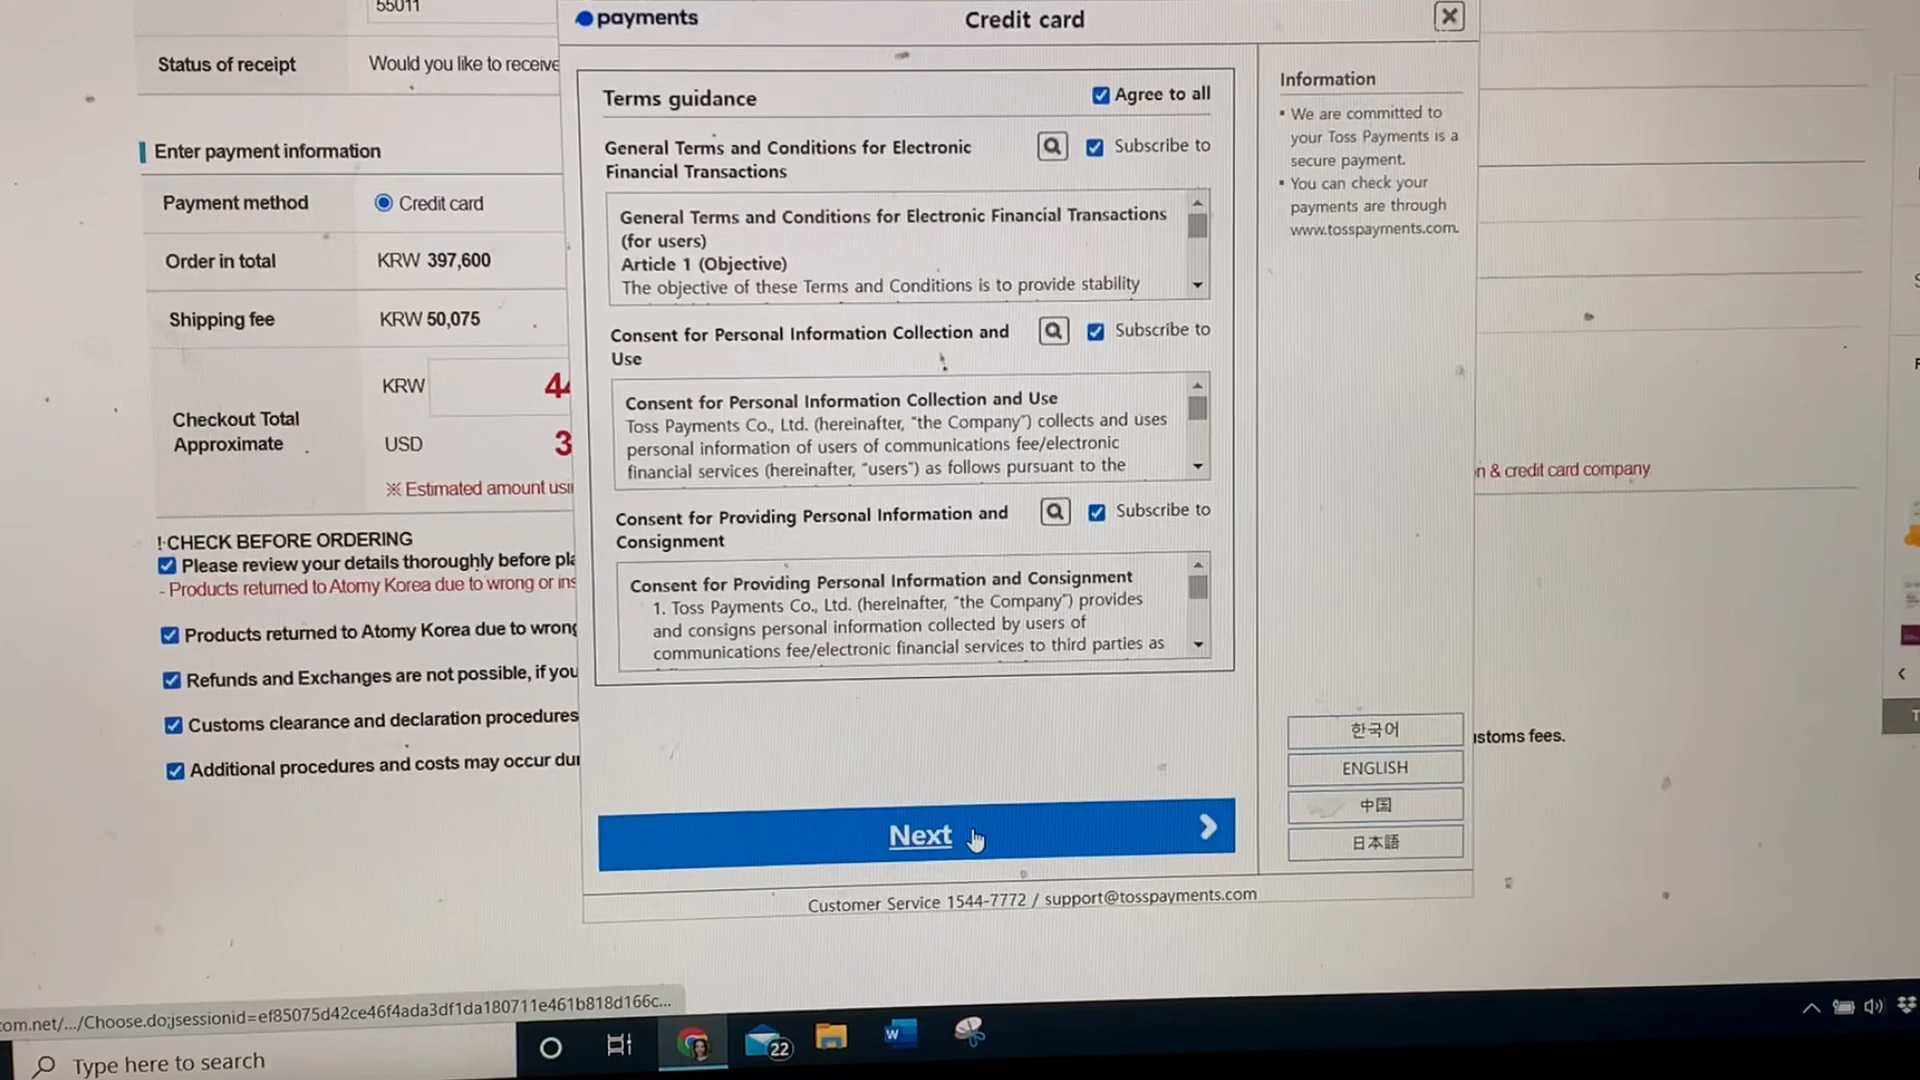 55011
Status of receipt
Would you like to receive
Enter payment information
Payment method
Credit card
Order in total
KRW 397,600
Shipping fee
KRW 50,075
Checkout Total
Approximate
KRW
44
USD
3
※ Estimated amount usi
n & credit card company
! CHECK BEFORE ORDERING
Please review your details thoroughly before pla
- Products returned to Atomy Korea due to wrong or ins
Products returned to Atomy Korea due to wrong
Refunds and Exchanges are not possible, if you
Customs clearance and declaration procedures
Additional procedures and costs may occur du
ustoms fees.
payments
Credit card
Terms guidance
Agree to all
General Terms and Conditions for Electronic
Financial Transactions
Subscribe to
General Terms and Conditions for Electronic Financial Transactions
(for users)
Article 1 (Objective)
The objective of these Terms and Conditions is to provide stability
Consent for Personal Information Collection and
Use
Subscribe to
Consent for Personal Information Collection and Use
Toss Payments Co., Ltd. (hereinafter, "the Company") collects and uses
personal information of users of communications fee/electronic
financial services (hereinafter, "users") as follows pursuant to the
Consent for Providing Personal Information and
Consignment
Subscribe to
Consent for Providing Personal Information and Consignment
1. Toss Payments Co., Ltd. (hereinafter, "the Company") provides
and consigns personal information collected by users of
communications fee/electronic financial services to third parties as
Next
Customer Service 1544-7772 / support@tosspayments.com
Information
▪ We are committed to
your Toss Payments is a
secure payment.
▪ You can check your
payments are through
www.tosspayments.com.
한국어
ENGLISH
中国
日本語
om.net/.../Choose.do;jsessionid=ef85075d42ce46f4ada3df1da180711e461b818d166c...
Type here to search
22